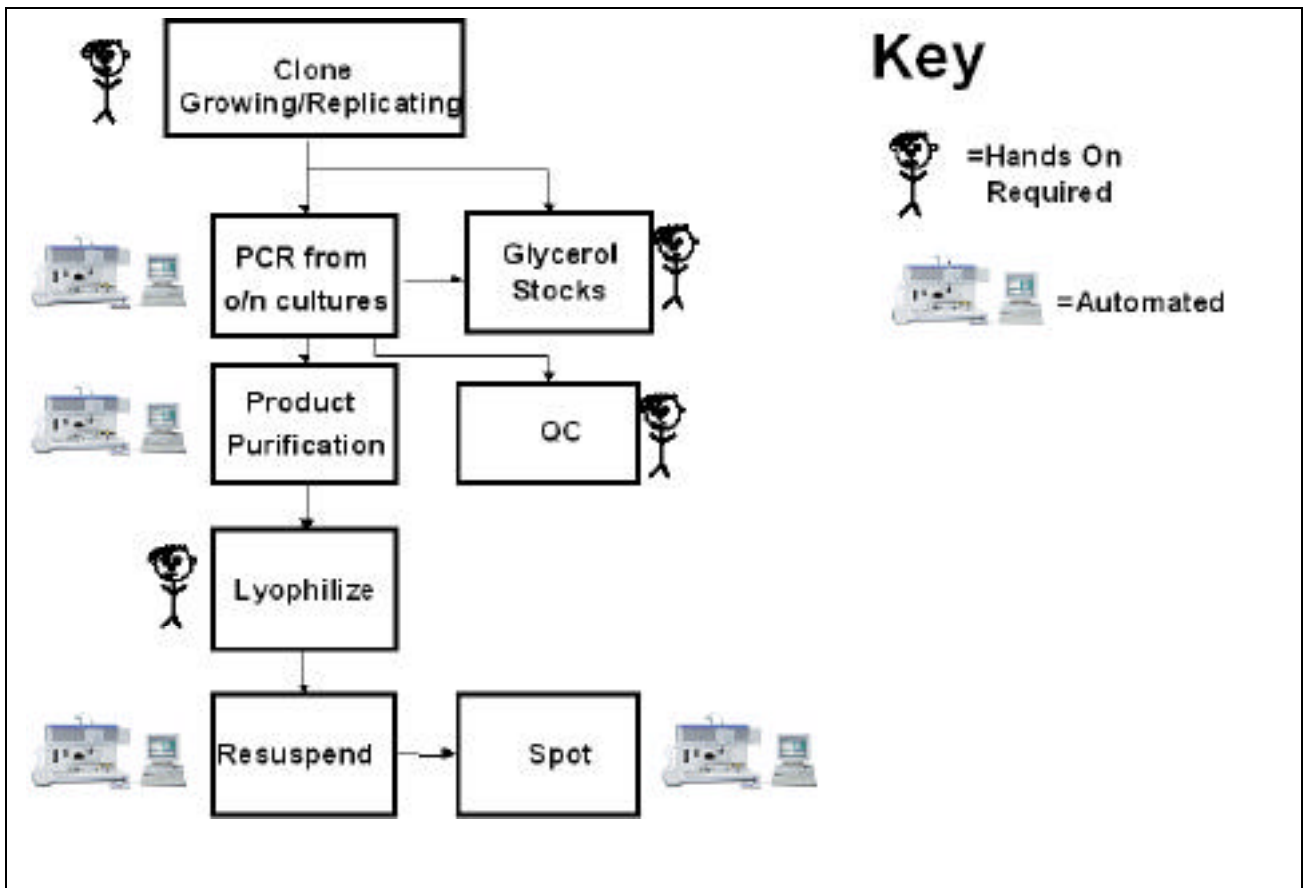 Clone
Growing/Replicating
Key
=Hands On
Required
PCR from
o/n cultures
Glycerol
Stocks
=Automated
Product
Purification
QC
Lyophilize
Resuspend
Spot